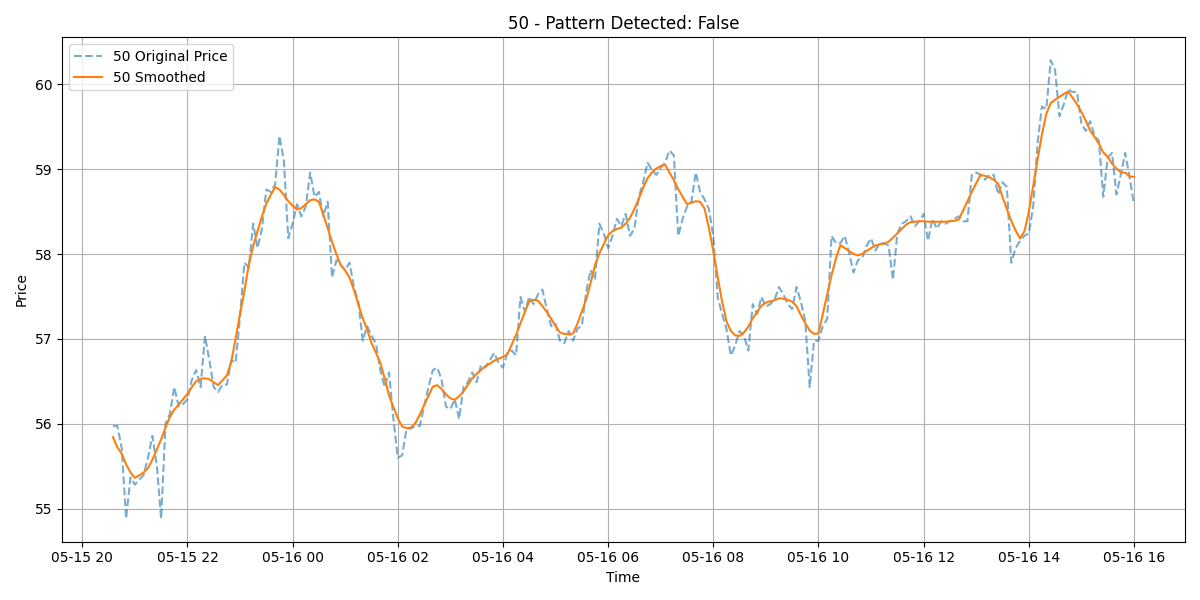 50 - Pattern Detected: False
50 Original Price
50 Smoothed
Price
60
59
58
57
56
55
05-15 20 05-15 22 05-16 00 05-16 02 05-16 04 05-16 06 05-16 08 05-16 10 05-16 12 05-16 14 05-16 16
Time